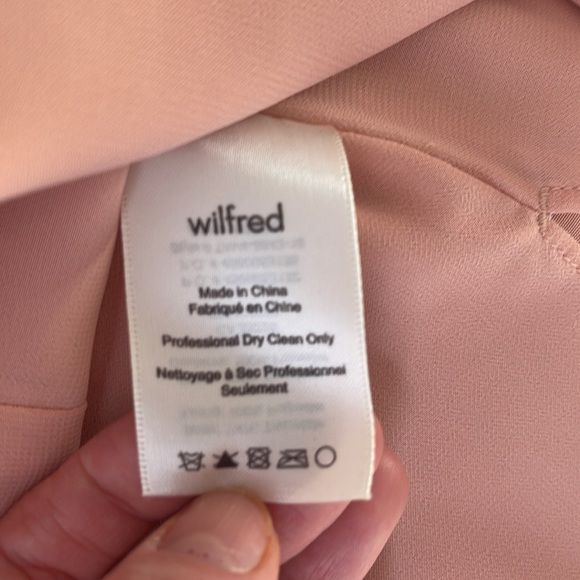 wilfred
Made in China
Fabriqué en Chine
Professional Dry Clean Only
Nettoyage à Sec Professionnel
Seulement